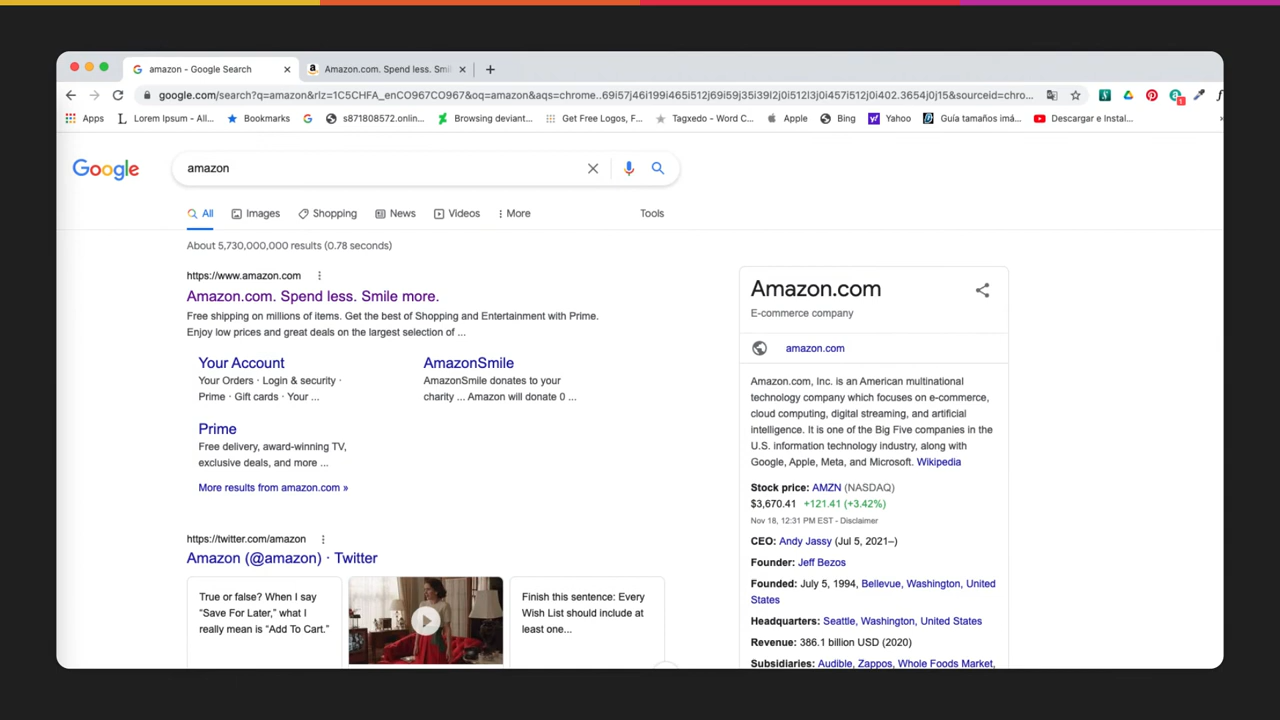 amazon - Google Search
Amazon.com. Spend less. Smi
google.com/search?q=amazon&rlz=1C5CHFA_enCO967CO967&oq=amazon&aqs=chrome..69i57j46i199i465i512j69i59j35i39l2j0i512l3j0i457i512j0i402.3654j0j15&sourceid=chro...
Apps Lorem Ipsum - All... Bookmarks s871808572.onlin... Browsing deviant... Get Free Logos, F... Tagxedo - Word C... Apple Bing Yahoo Guía tamaños imá... Descargar e Instal...
Google
amazon
All Images Shopping News Videos More Tools
About 5,730,000,000 results (0.78 seconds)
https://www.amazon.com
Amazon.com. Spend less. Smile more.
Free shipping on millions of items. Get the best of Shopping and Entertainment with Prime.
Enjoy low prices and great deals on the largest selection of ...
Your Account
Your Orders · Login & security ·
Prime · Gift cards · Your ...
AmazonSmile
AmazonSmile donates to your
charity ... Amazon will donate 0 ...
Prime
Free delivery, award-winning TV,
exclusive deals, and more ...
More results from amazon.com »
https://twitter.com/amazon
Amazon (@amazon) · Twitter
True or false? When I say
“Save For Later,” what I
really mean is “Add To Cart.”
Finish this sentence: Every
Wish List should include at
least one...
Amazon.com
E-commerce company
amazon.com
Amazon.com, Inc. is an American multinational
technology company which focuses on e-commerce,
cloud computing, digital streaming, and artificial
intelligence. It is one of the Big Five companies in the
U.S. information technology industry, along with
Google, Apple, Meta, and Microsoft. Wikipedia
Stock price: AMZN (NASDAQ)
$3,670.41 +121.41 (+3.42%)
Nov 18, 12:31 PM EST - Disclaimer
CEO: Andy Jassy (Jul 5, 2021–)
Founder: Jeff Bezos
Founded: July 5, 1994, Bellevue, Washington, United
States
Headquarters: Seattle, Washington, United States
Revenue: 386.1 billion USD (2020)
Subsidiaries: Audible, Zappos, Whole Foods Market,